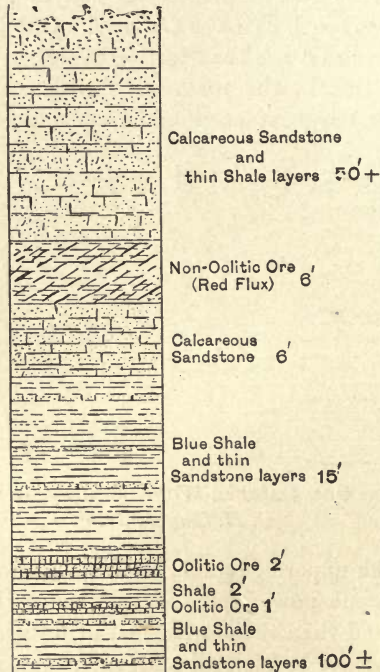 Calcareous Sandstone
and
thin Shale layers 50'+
Non-Oolitic Ore
(Red Flux) 6'
Calcareous
Sandstone 6'
Blue Shale
and thin
Sandstone layers 15'
Oolitic Ore 2'
Shale 2'
Oolitic Ore 1'
Blue Shale
and thin
Sandstone layers 100'±